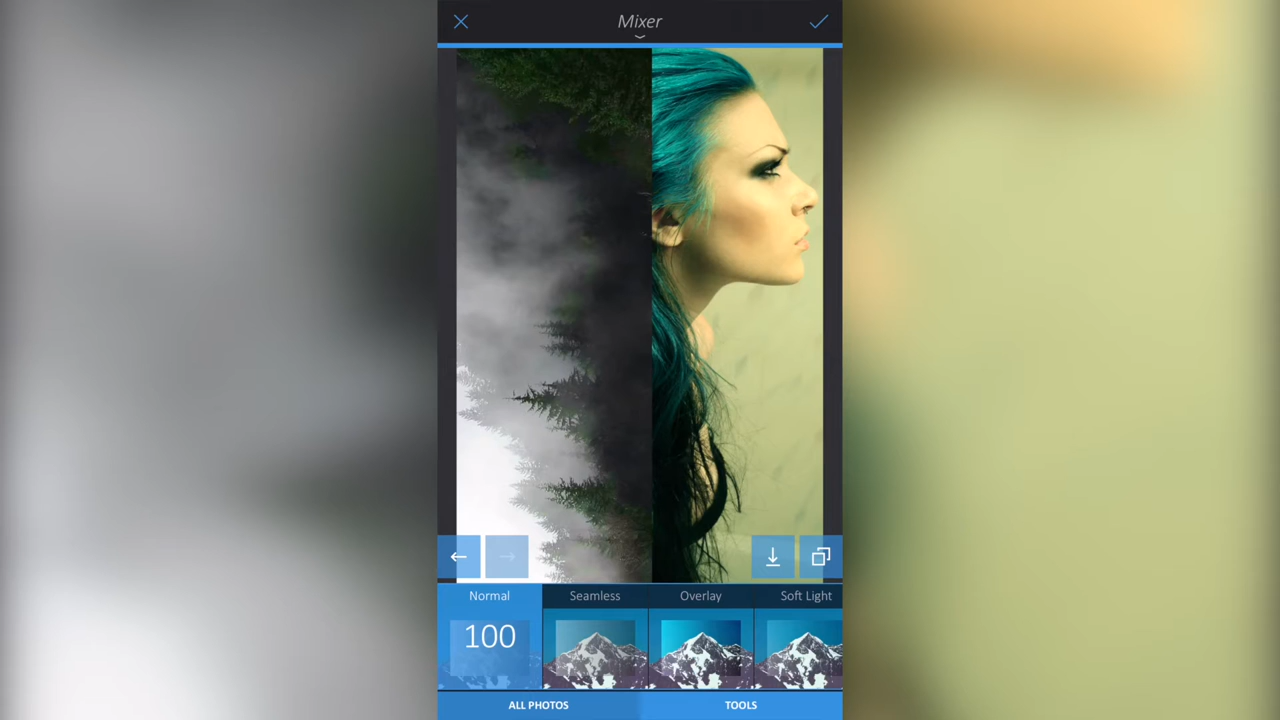 Mixer
Normal
Seamless
Overlay
Soft Light
100
ALL PHOTOS
TOOLS